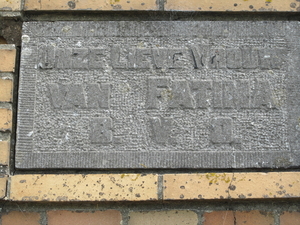 ONZE LIEVE VROUW
VAN FATIMA
B. V. O.